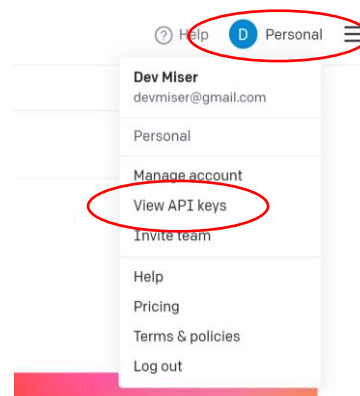 Help D Personal
Dev Miser
devmiser@gmail.com
Personal
Manage account
View API keys
Invite team
Help
Pricing
Terms & policies
Log out